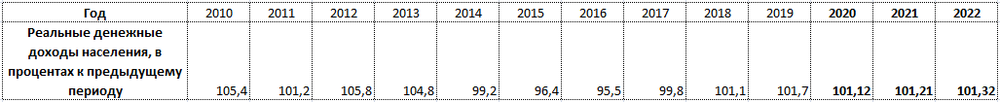 Год 2010 2011 2012 2013 2014 2015 2016 2017 2018 2019 2020 2021 2022
Реальные денежные
доходы населения, в
процентах к предыдущему
периоду 105,4 101,2 105,8 104,8 99,2 96,4 95,5 99,8 101,1 101,7 101,12 101,21 101,32